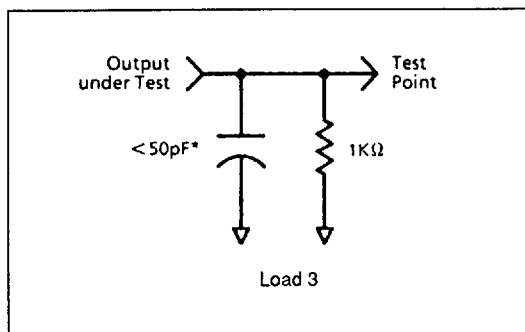 Output
under Test
Test
Point
<50pF*
1KΩ
Load 3